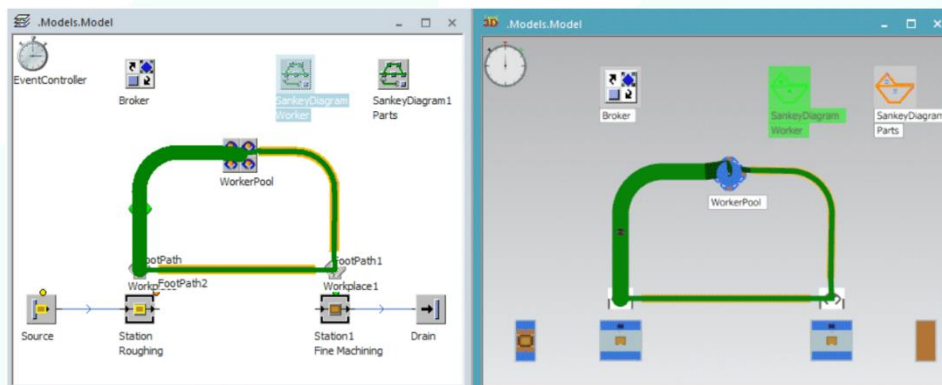 .Models.Model
EventController
Broker
SankeyDiagram
Worker
SankeyDiagram1
Parts
WorkerPool
FootPath
FootPath1
FootPath2
Workplace1
Source
Station
Roughing
Station1
Fine Machining
Drain
3D .Models.Model
Broker
SankeyDiagram
Worker
SankeyDiagram
Parts
WorkerPool